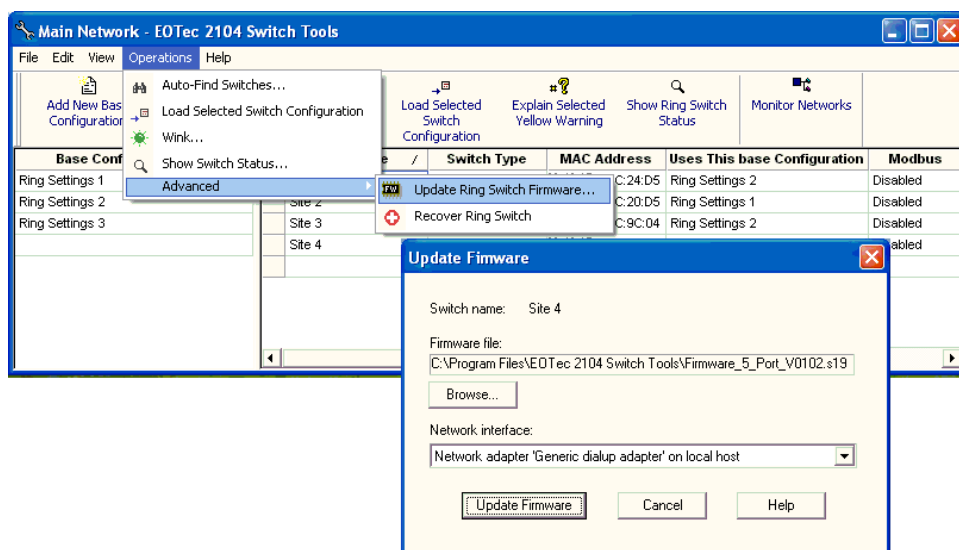 Main Network - EOTec 2104 Switch Tools
File Edit View Operations Help
Add New Bas
Configuration
Load Selected
Switch
Configuration
Explain Selected
Yellow Warning
Show Ring Switch
Status
Monitor Networks
Auto-Find Switches...
Load Selected Switch Configuration
Wink...
Show Switch Status...
Advanced
Update Ring Switch Firmware...
Recover Ring Switch
Base Conf e / Switch Type MAC Address Uses This base Configuration Modbus
Ring Settings 1 C:24:D5 Ring Settings 2 Disabled
Ring Settings 2 Site 2 C:20:D5 Ring Settings 1 Disabled
Ring Settings 3 Site 3 C:9C:04 Ring Settings 2 Disabled
Site 4 abled
Update Fimware
Switch name: Site 4
Firmware file:
C:\Program Files\EOTec 2104 Switch Tools\Firmware_5_Port_V0102.s19
Browse...
Network interface:
Network adapter 'Generic dialup adapter' on local host
Update Firmware Cancel Help